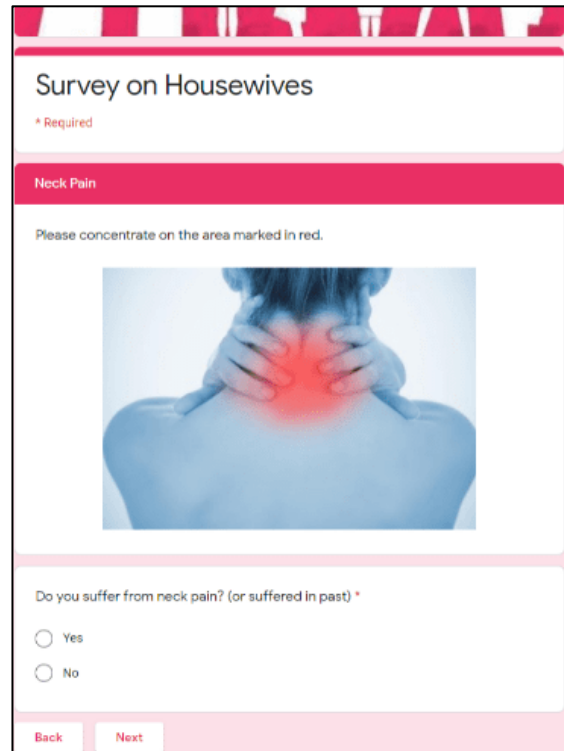 Survey on Housewives
* Required
Neck Pain
Please concentrate on the area marked in red.
Do you suffer from neck pain? (or suffered in past) *
Yes
No
Back
Next